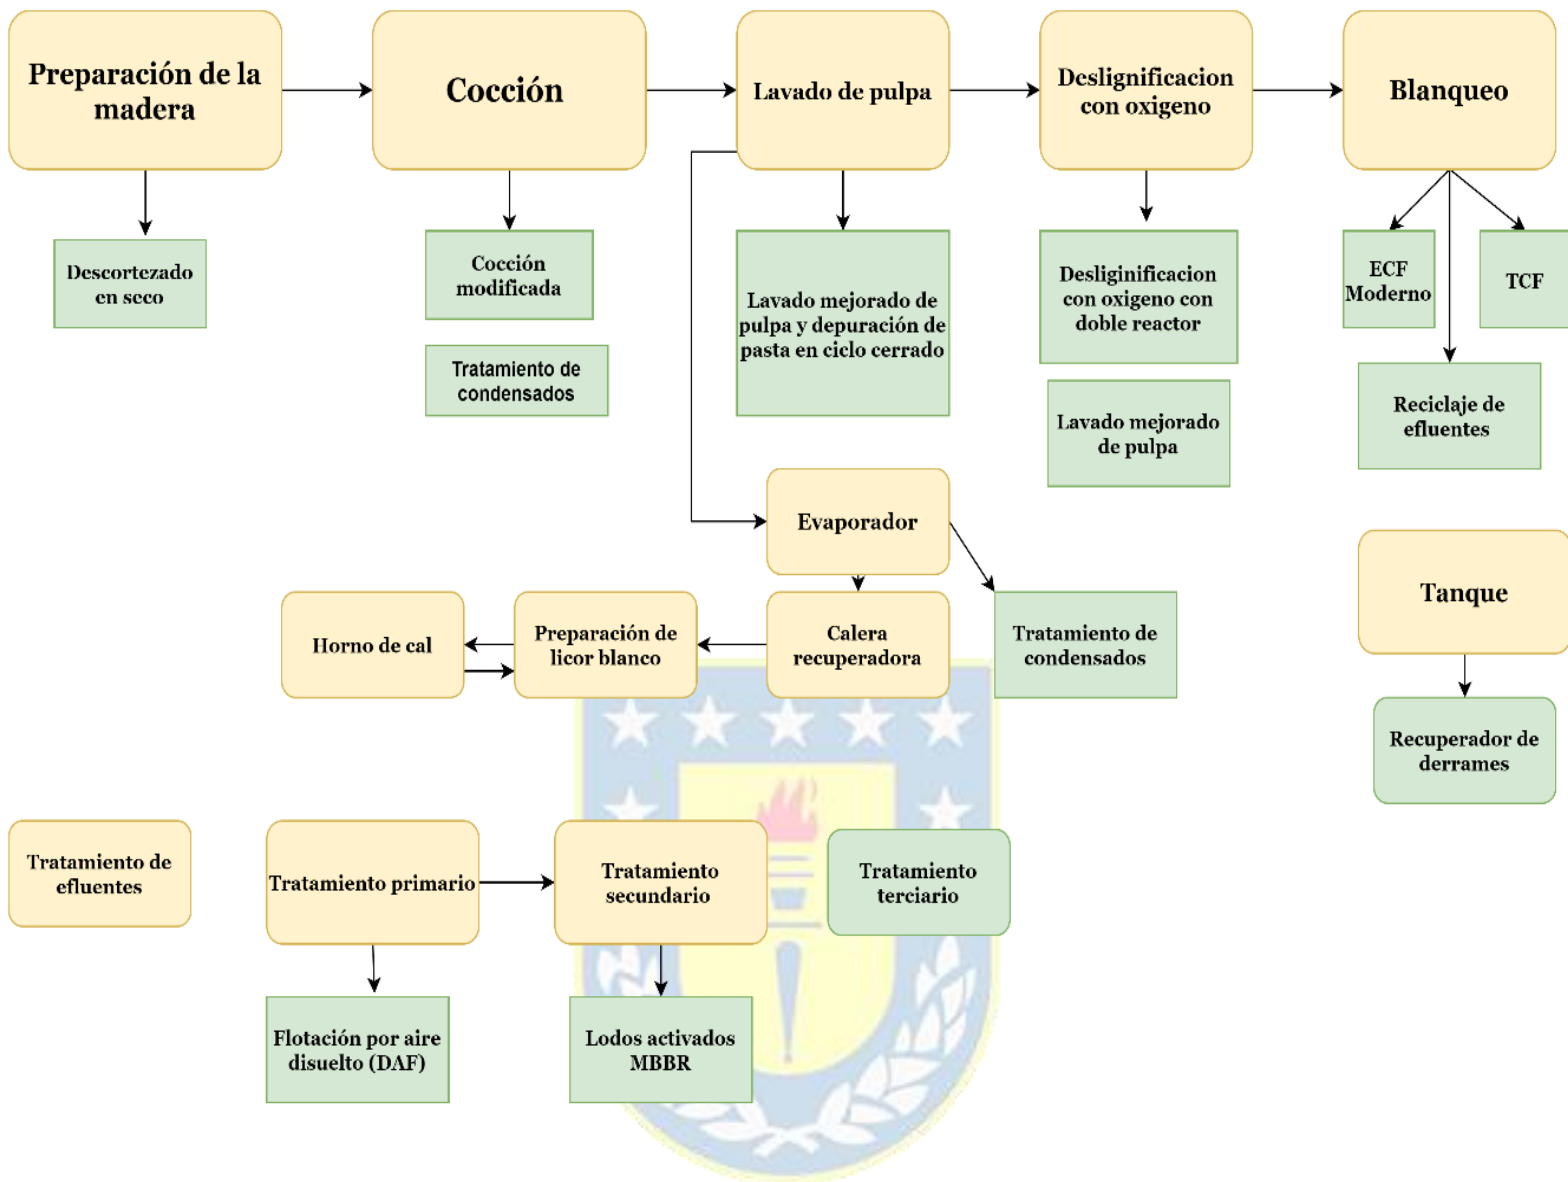 Preparación de la
madera
Cocción
Lavado de pulpa
Deslignificacion
con oxigeno
Blanqueo
Descortezado
en seco
Cocción
modificada
Tratamiento de
condensados
Lavado mejorado de
pulpa y depuración de
pasta en ciclo cerrado
Desliginificacion
con oxigeno con
doble reactor
Lavado mejorado
de pulpa
ECF
Moderno
TCF
Reciclaje de
efluentes
Evaporador
Tanque
Horno de cal
Preparación de
licor blanco
Calera
recuperadora
Tratamiento de
condensados
Recuperador de
derrames
Tratamiento de
efluentes
Tratamiento primario
Tratamiento
secundario
Tratamiento
terciario
Flotación por aire
disuelto (DAF)
Lodos activados
MBBR